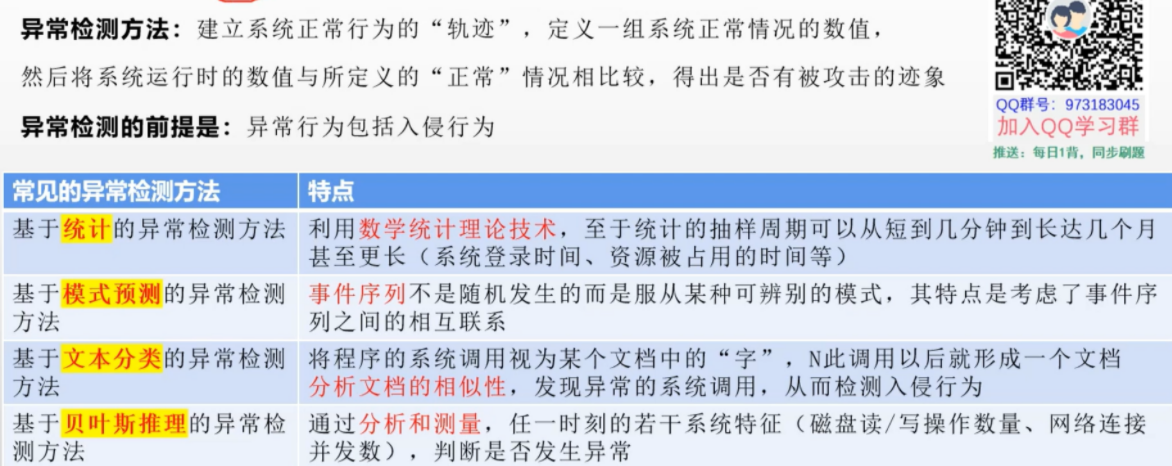 异常检测方法：建立系统正常行为的“轨迹”，定义一组系统正常情况的数值，
然后将系统运行时的数值与所定义的“正常”情况相比较，得出是否有被攻击的迹象
异常检测的前提是：异常行为包括入侵行为
QQ群号：973183045
加入QQ学习群
推送：每日1背，同步刷题
常见的异常检测方法 特点
基于统计的异常检测方法 利用数学统计理论技术，至于统计的抽样周期可以从短到几分钟到长达几个月
甚至更长（系统登录时间、资源被占用的时间等）
基于模式预测的异常检测 事件序列不是随机发生的而是服从某种可辨别的模式，其特点是考虑了事件序
方法 列之间的相互联系
基于文本分类的异常检测 将程序的系统调用视为某个文档中的“字”，N此调用以后就形成一个文档
方法 分析文档的相似性，发现异常的系统调用，从而检测入侵行为
基于贝叶斯推理的异常检 通过分析和测量，任一时刻的若干系统特征（磁盘读/写操作数量、网络连接
测方法 并发数），判断是否发生异常